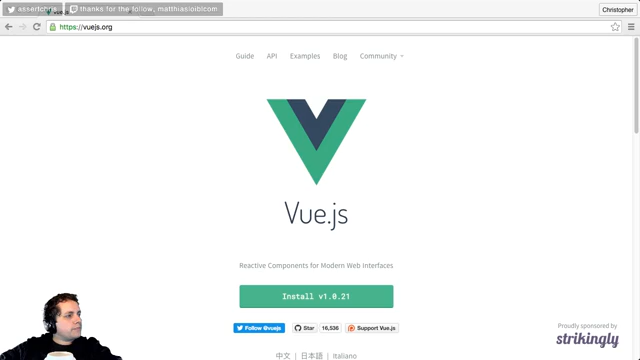 assertchris thanks for the follow, matthiasloiblcom
Christopher
https://vuejs.org
Guide API Examples Blog Community
Vue.js
Reactive Components for Modern Web Interfaces
Install v1.0.21
Follow @vuejs Star 16,536 Support Vue.js
Proudly sponsored by
strikingly
中文 | 日本語 | Italiano